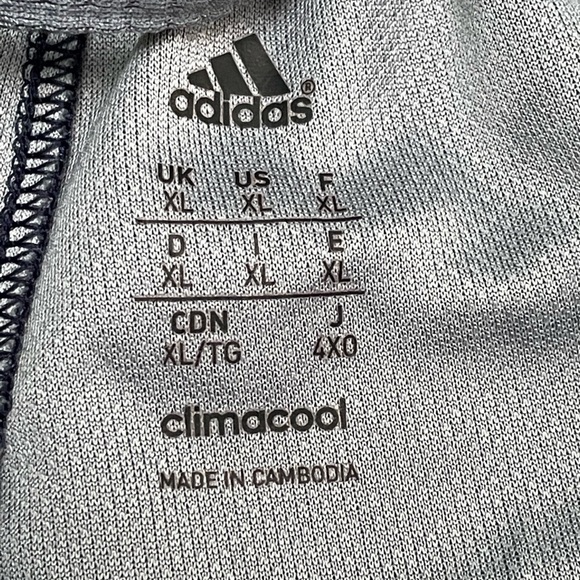 adidas®
UK US F
XL XL XL
D I E
XL XL XL
CDN J
XL/TG 4XO
climacool
MADE IN CAMBODIA